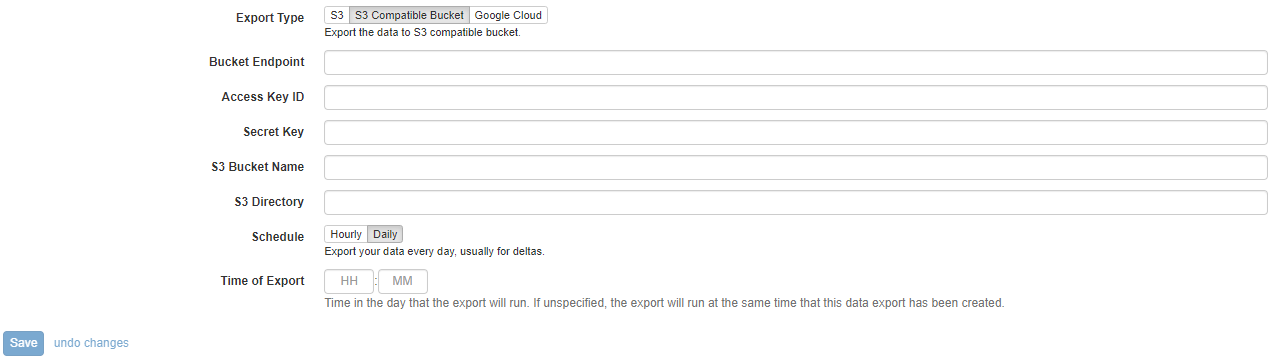 Export Type S3 S3 Compatible Bucket Google Cloud
Export the data to S3 compatible bucket.
Bucket Endpoint
Access Key ID
Secret Key
S3 Bucket Name
S3 Directory
Schedule Hourly Daily
Export your data every day, usually for deltas.
Time of Export HH : MM
Time in the day that the export will run. If unspecified, the export will run at the same time that this data export has been created.
Save undo changes